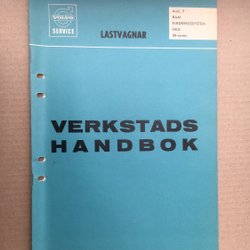 VOLVO
SERVICE
LASTVAGNAR
VERKSTADS
HANDBOK